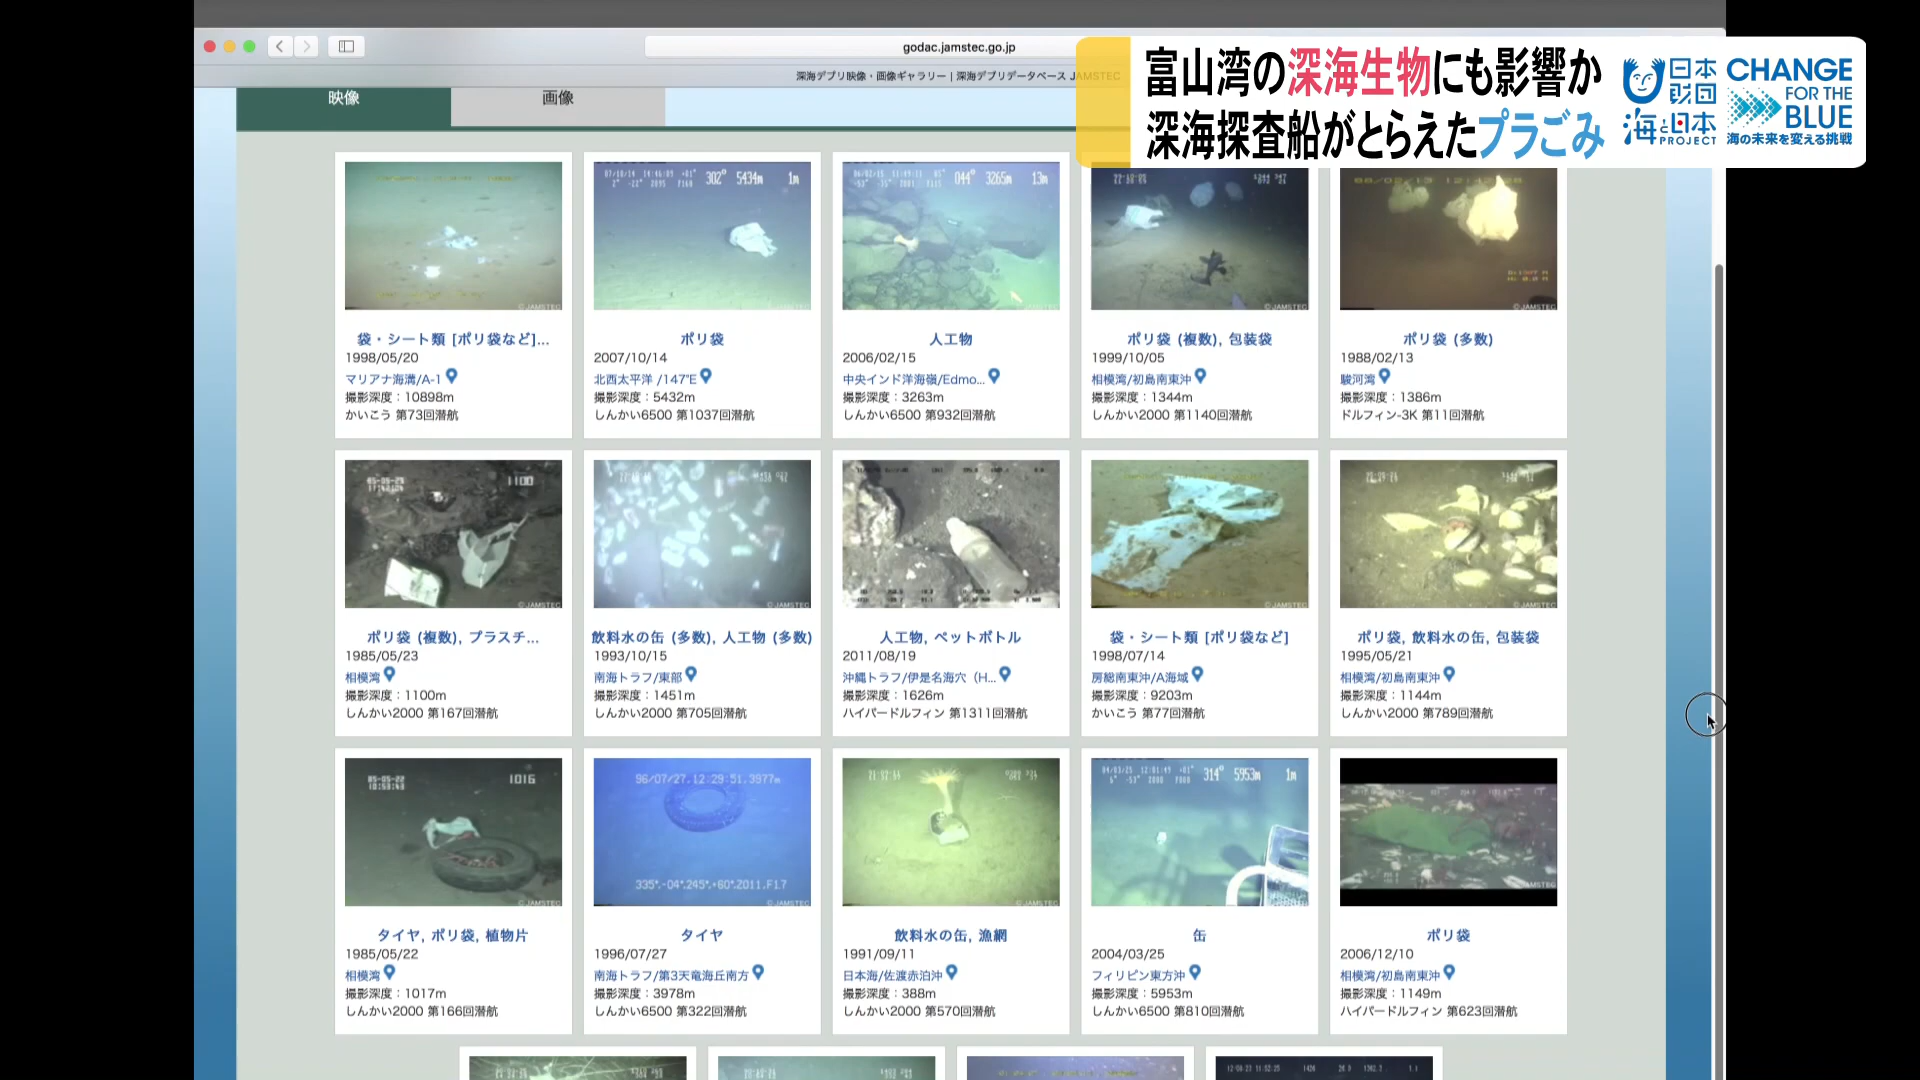 godac.jamstec.go.jp
深海デブリ映像・画像ギャラリー | 深海デブリデータベース JAMSTEC
富山湾の深海生物にも影響か
深海探査船がとらえたプラごみ
日本
財団
海と日本
PROJECT
CHANGE
FOR THE
BLUE
海の未来を変える挑戦
映像
画像
302° 5434m 1m
044° 3265m 13m
袋・シート類 [ポリ袋など]...
1998/05/20
マリアナ海溝/A-1
撮影深度：10898m
かいこう 第73回潜航
ポリ袋
2007/10/14
北西太平洋 /147°E
撮影深度：5432m
しんかい6500 第1037回潜航
人工物
2006/02/15
中央インド洋海嶺/Edmo...
撮影深度：3263m
しんかい6500 第932回潜航
ポリ袋 (複数), 包装袋
1999/10/05
相模湾/初島南東沖
撮影深度：1344m
しんかい2000 第1140回潜航
ポリ袋 (多数)
1988/02/13
駿河湾
撮影深度：1386m
ドルフィン-3K 第11回潜航
1100
ポリ袋 (複数), プラスチ...
1985/05/23
相模湾
撮影深度：1100m
しんかい2000 第167回潜航
飲料水の缶 (多数), 人工物 (多数)
1993/10/15
南海トラフ/東部
撮影深度：1451m
しんかい2000 第705回潜航
人工物, ペットボトル
2011/08/19
沖縄トラフ/伊是名海穴（H...
撮影深度：1626m
ハイパードルフィン 第1311回潜航
袋・シート類 [ポリ袋など]
1998/07/14
房総南東沖/A海域
撮影深度：9203m
かいこう 第77回潜航
ポリ袋, 飲料水の缶, 包装袋
1995/05/21
相模湾/初島南東沖
撮影深度：1144m
しんかい2000 第789回潜航
85-05-22 1016
10:53:43
96/07/27.12:29:51.3977m
335°.-04°.245°.+60°.2011.F1.7
314° 5953m 1m
タイヤ, ポリ袋, 植物片
1985/05/22
相模湾
撮影深度：1017m
しんかい2000 第166回潜航
タイヤ
1996/07/27
南海トラフ/第3天竜海丘南方
撮影深度：3978m
しんかい6500 第322回潜航
飲料水の缶, 漁網
1991/09/11
日本海/佐渡赤泊沖
撮影深度：388m
しんかい2000 第570回潜航
缶
2004/03/25
フィリピン東方沖
撮影深度：5953m
しんかい6500 第810回潜航
ポリ袋
2006/12/10
相模湾/初島南東沖
撮影深度：1149m
ハイパードルフィン 第623回潜航